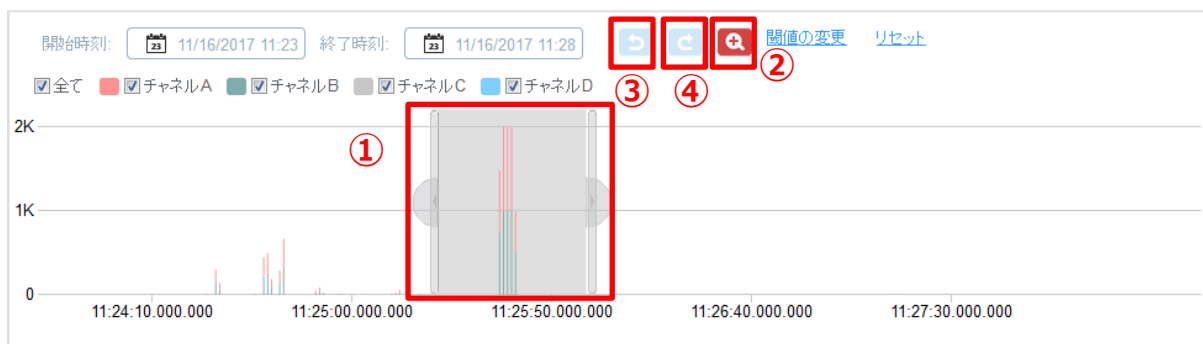 開始時刻: 23 11/16/2017 11:23 終了時刻: 23 11/16/2017 11:28 閾値の変更 リセット
②
全て チャネルA チャネルB チャネルC チャネルD ③ ④
①
2K
1K
0
11:24:10.000.000 11:25:00.000.000 11:25:50.000.000 11:26:40.000.000 11:27:30.000.000